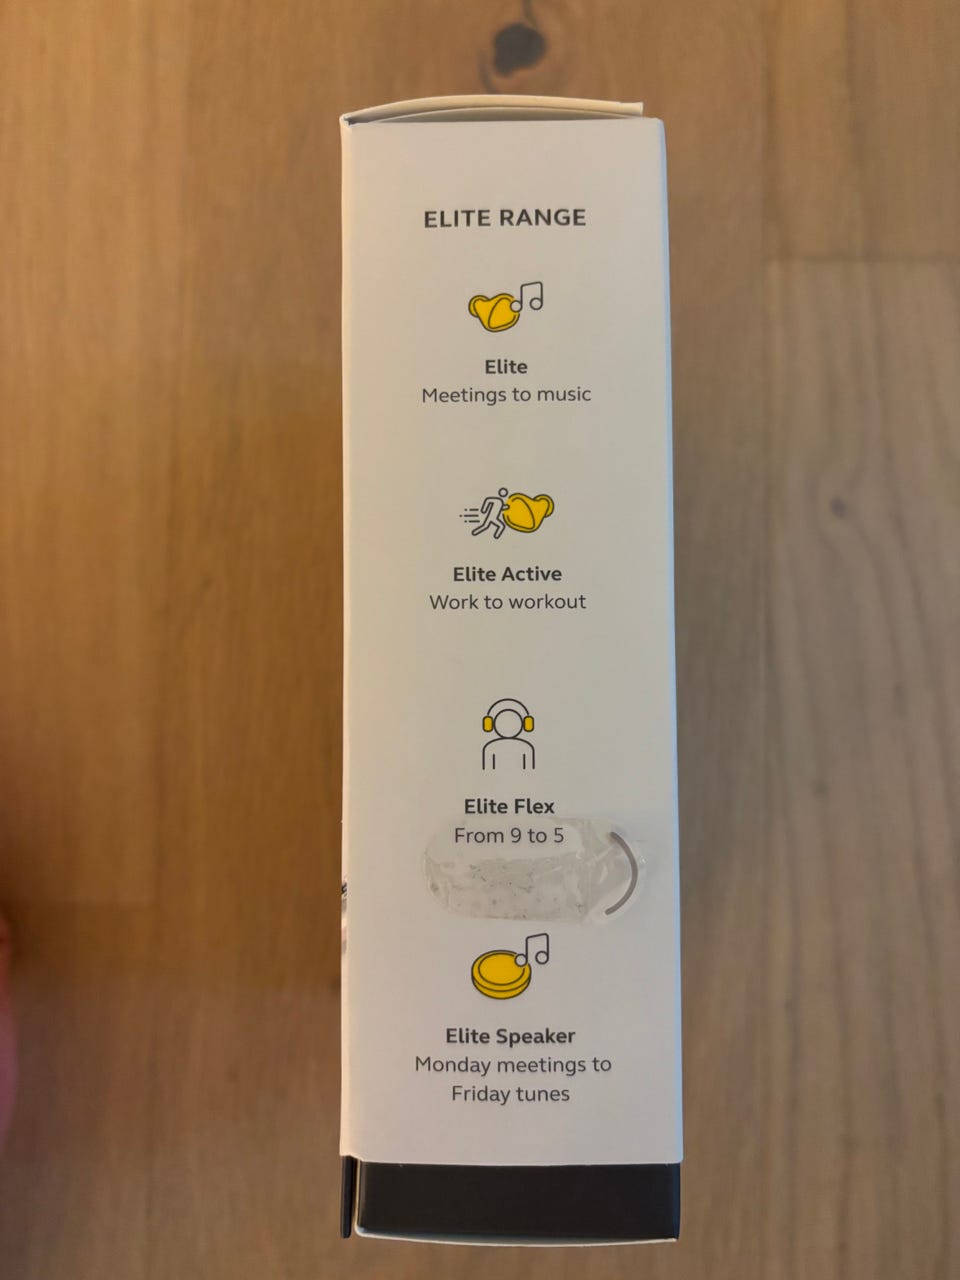 ELITE RANGE
Elite
Meetings to music
Elite Active
Work to workout
Elite Flex
From 9 to 5
Elite Speaker
Monday meetings to
Friday tunes